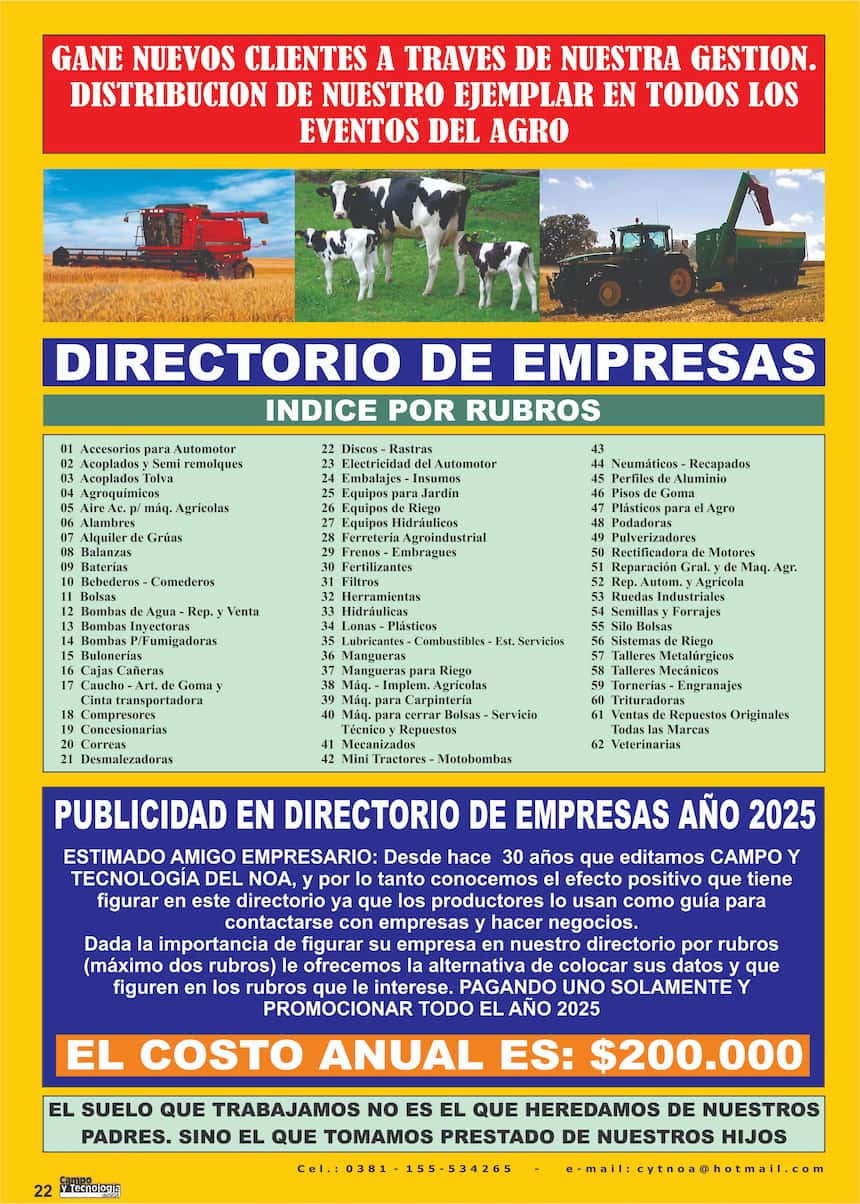 GANE NUEVOS CLIENTES A TRAVES DE NUESTRA GESTION.
DISTRIBUCION DE NUESTRO EJEMPLAR EN TODOS LOS
EVENTOS DEL AGRO
DIRECTORIO DE EMPRESAS
INDICE POR RUBROS
01 Accesorios para Automotor
02 Acoplados y Semi remolques
03 Acoplados Tolva
04 Agroquímicos
05 Aire Ac. p/ máq. Agrícolas
06 Alambres
07 Alquiler de Grúas
08 Balanzas
09 Baterías
10 Bebederos - Comederos
11 Bolsas
12 Bombas de Agua - Rep. y Venta
13 Bombas Inyectoras
14 Bombas P/Fumigadoras
15 Bulonerías
16 Cajas Cañeras
17 Caucho - Art. de Goma y
Cinta transportadora
18 Compresores
19 Concesionarias
20 Correas
21 Desmalezadoras
22 Discos - Rastras
23 Electricidad del Automotor
24 Embalajes - Insumos
25 Equipos para Jardín
26 Equipos de Riego
27 Equipos Hidráulicos
28 Ferretería Agroindustrial
29 Frenos - Embragues
30 Fertilizantes
31 Filtros
32 Herramientas
33 Hidráulicas
34 Lonas - Plásticos
35 Lubricantes - Combustibles - Est. Servicios
36 Mangueras
37 Mangueras para Riego
38 Máq. - Implem. Agrícolas
39 Máq. para Carpintería
40 Máq. para cerrar Bolsas - Servicio
Técnico y Repuestos
41 Mecanizados
42 Mini Tractores - Motobombas
43
44 Neumáticos - Recapados
45 Perfiles de Aluminio
46 Pisos de Goma
47 Plásticos para el Agro
48 Podadoras
49 Pulverizadores
50 Rectificadora de Motores
51 Reparación Gral. y de Maq. Agr.
52 Rep. Autom. y Agrícola
53 Ruedas Industriales
54 Semillas y Forrajes
55 Silo Bolsas
56 Sistemas de Riego
57 Talleres Metalúrgicos
58 Talleres Mecánicos
59 Tornerías - Engranajes
60 Trituradoras
61 Ventas de Repuestos Originales
Todas las Marcas
62 Veterinarias
PUBLICIDAD EN DIRECTORIO DE EMPRESAS AÑO 2025
ESTIMADO AMIGO EMPRESARIO: Desde hace 30 años que editamos CAMPO Y
TECNOLOGÍA DEL NOA, y por lo tanto conocemos el efecto positivo que tiene
figurar en este directorio ya que los productores lo usan como guía para
contactarse con empresas y hacer negocios.
Dada la importancia de figurar su empresa en nuestro directorio por rubros
(máximo dos rubros) le ofrecemos la alternativa de colocar sus datos y que
figuren en los rubros que le interese. PAGANDO UNO SOLAMENTE Y
PROMOCIONAR TODO EL AÑO 2025
EL COSTO ANUAL ES: $200.000
EL SUELO QUE TRABAJAMOS NO ES EL QUE HEREDAMOS DE NUESTROS
PADRES. SINO EL QUE TOMAMOS PRESTADO DE NUESTROS HIJOS
Cel.: 0381 - 155-534265 - e-mail: cytnoa@hotmail.com
22 Campo
y Tecnología